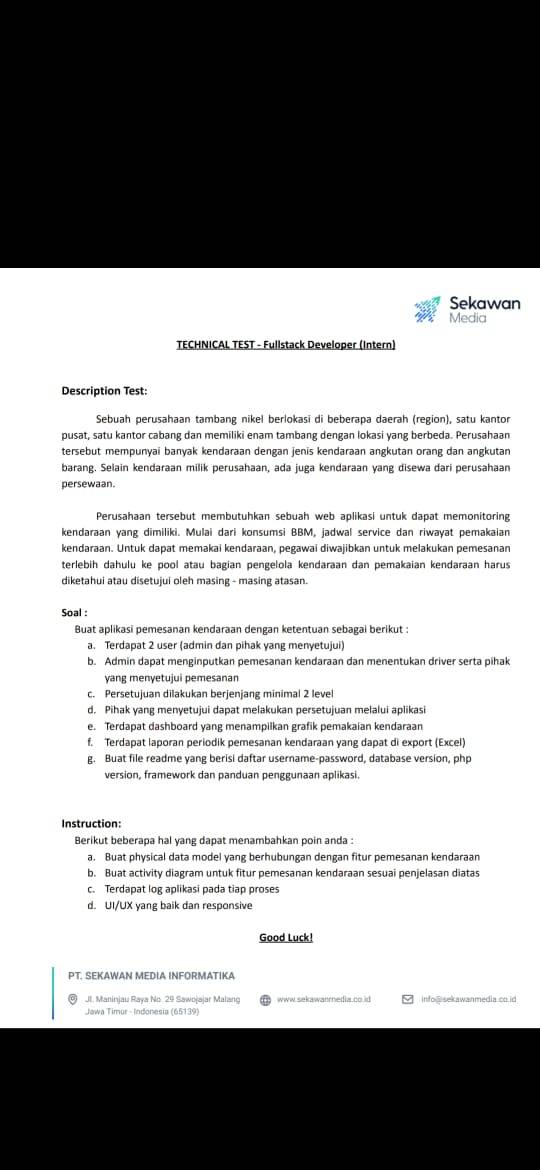 Sekawan
Media
TECHNICAL TEST - Fullstack Developer (Intern)
Description Test:
Sebuah perusahaan tambang nikel berlokasi di beberapa daerah (region), satu kantor
pusat, satu kantor cabang dan memiliki enam tambang dengan lokasi yang berbeda. Perusahaan
tersebut mempunyai banyak kendaraan dengan jenis kendaraan angkutan orang dan angkutan
barang. Selain kendaraan milik perusahaan, ada juga kendaraan yang disewa dari perusahaan
persewaan.
Perusahaan tersebut membutuhkan sebuah web aplikasi untuk dapat memonitoring
kendaraan yang dimiliki. Mulai dari konsumsi BBM, jadwal service dan riwayat pemakaian
kendaraan. Untuk dapat memakai kendaraan, pegawai diwajibkan untuk melakukan pemesanan
terlebih dahulu ke pool atau bagian pengelola kendaraan dan pemakaian kendaraan harus
diketahui atau disetujui oleh masing - masing atasan.
Soal :
Buat aplikasi pemesanan kendaraan dengan ketentuan sebagai berikut :
a. Terdapat 2 user (admin dan pihak yang menyetujui)
b. Admin dapat menginputkan pemesanan kendaraan dan menentukan driver serta pihak
yang menyetujui pemesanan
c. Persetujuan dilakukan berjenjang minimal 2 level
d. Pihak yang menyetujui dapat melakukan persetujuan melalui aplikasi
e. Terdapat dashboard yang menampilkan grafik pemakaian kendaraan
f. Terdapat laporan periodik pemesanan kendaraan yang dapat di export (Excel)
g. Buat file readme yang berisi daftar username-password, database version, php
version, framework dan panduan penggunaan aplikasi.
Instruction:
Berikut beberapa hal yang dapat menambahkan poin anda :
a. Buat physical data model yang berhubungan dengan fitur pemesanan kendaraan
b. Buat activity diagram untuk fitur pemesanan kendaraan sesuai penjelasan diatas
c. Terdapat log aplikasi pada tiap proses
d. UI/UX yang baik dan responsive
Good Luck!
PT. SEKAWAN MEDIA INFORMATIKA
Jl. Maninjau Raya No. 29 Sawojajar Malang
Jawa Timur - Indonesia (65139)
www.sekawanmedia.co.id
info@sekawanmedia.co.id